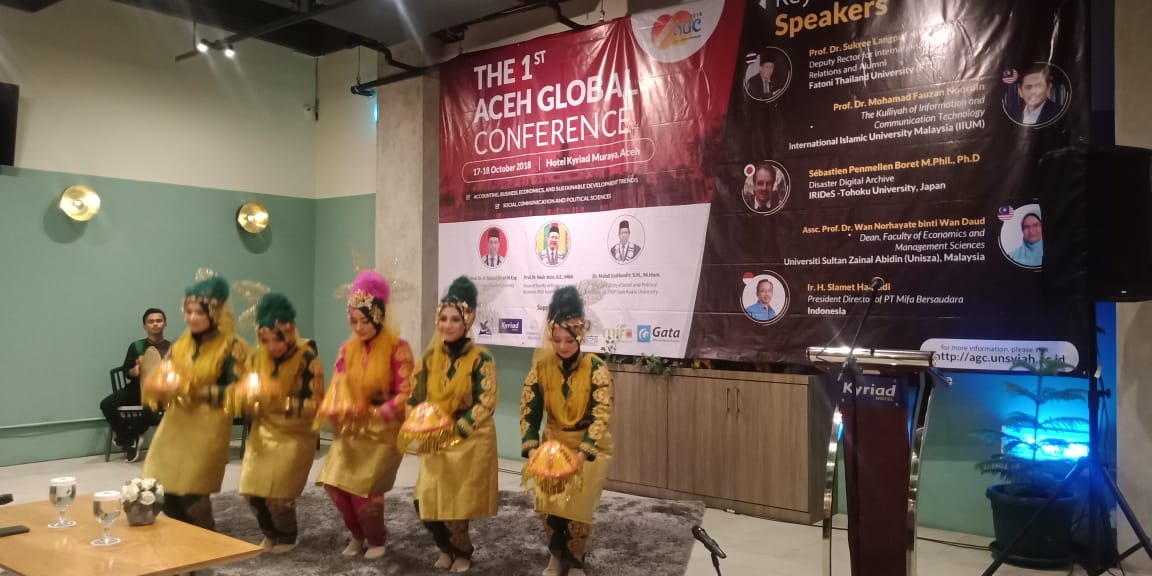 THE 1ST
ACEH GLOBAL
CONFERENCE
17-18 October 2018 | Hotel Kyriad Muraya, Aceh
ACCOUNTING, BUSINESS, ECONOMICS, AND SUSTAINABLE DEVELOPMENT TRENDS
SOCIAL, COMMUNICATION AND POLITICAL SCIENCES
Kyriad
mifa
Gata
Speakers
Prof. Dr. Sukree
Deputy Rector for
Relations and Alumni
Fatoni Thailand University
Prof. Dr. Mohamad Fauzan Noordin
The Kulliyah of Information and
Communication Technology
International Islamic University Malaysia (IIUM)
Sébastien Penmellen Boret M.Phil., Ph.D
Disaster Digital Archive
IRIDeS -Tohoku University, Japan
Assc. Prof. Dr. Wan Norhayate binti Wan Daud
Dean, Faculty of Economics and
Management Sciences
Universiti Sultan Zainal Abidin (Unisza), Malaysia
Ir. H. Slamet
President Director of PT Mifa Bersaudara
Indonesia
for more information, please
http://agc.unsyiah.ac.id
Kyriad
HOTEL